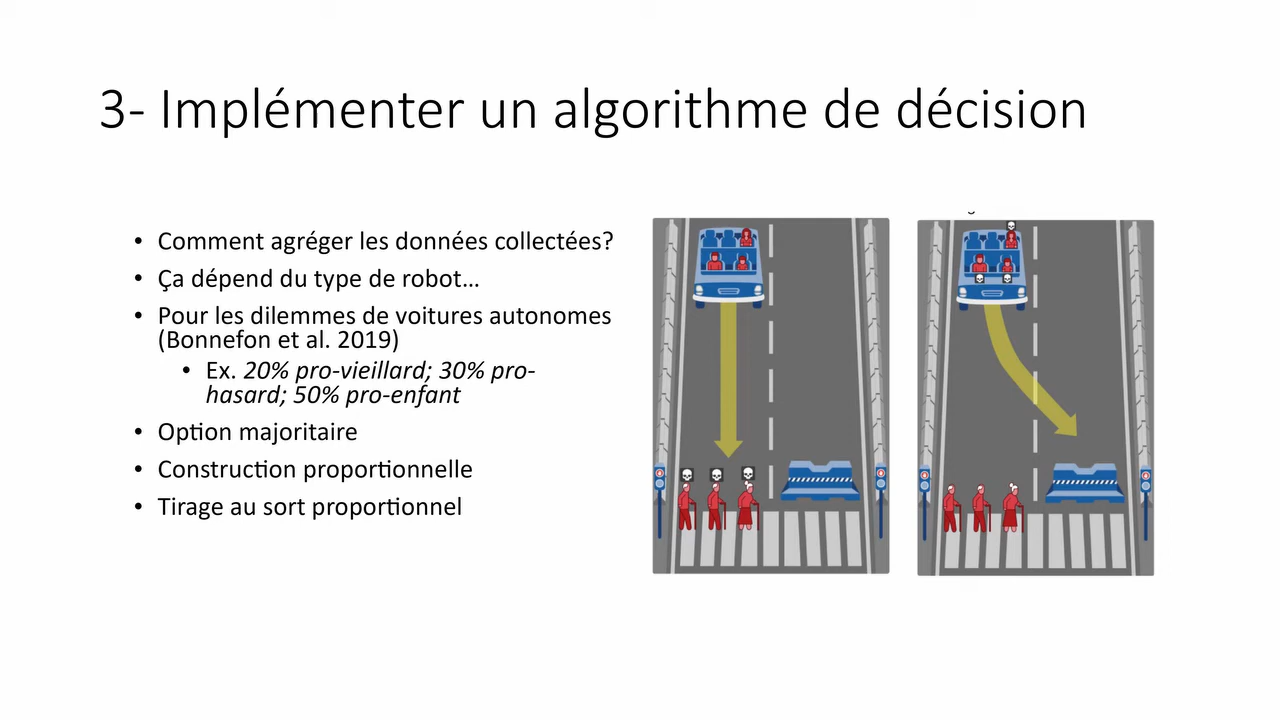 3- Implémenter un algorithme de décision
• Comment agréger les données collectées?
• Ça dépend du type de robot…
• Pour les dilemmes de voitures autonomes
(Bonnefon et al. 2019)
• Ex. 20% pro-vieillard; 30% pro-
hasard; 50% pro-enfant
• Option majoritaire
• Construction proportionnelle
• Tirage au sort proportionnel